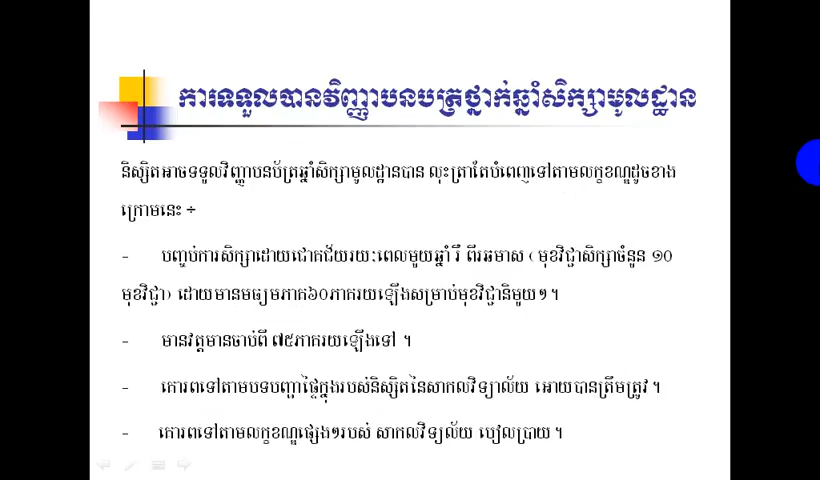 ការទទួលបានវិញ្ញាបនបត្រថ្នាក់ឆ្នាំសិក្សាមូលដ្ឋាន
និស្សិតអាចទទួលវិញ្ញាបនប័ត្រឆ្នាំសិក្សាមូលដ្ឋានបាន លុះត្រាតែបំពេញទៅតាមលក្ខខណ្ឌដូចខាង
ក្រោមនេះ ÷
- បញ្ចប់ការសិក្សាដោយជោគជ័យរយៈពេលមួយឆ្នាំ រឺ ពីរឆមាស ( មុខវិជ្ជាសិក្សាចំនួន ១០
មុខវិជ្ជា) ដោយមានមធ្យមភាគ៦០ភាគរយឡើងសម្រាប់មុខវិជ្ជានិមួយៗ ។
- មានវត្តមានចាប់ពី ៧៥ភាគរយឡើងទៅ ។
- គោរពទៅតាមបទបញ្ជាផ្ទៃក្នុងរបស់និស្សិតនៃសាកលវិទ្យាល័យ អោយបានត្រឹមត្រូវ ។
- គោរពទៅតាមលក្ខខណ្ឌផ្សេងៗរបស់ សាកលវិទ្យល័យ បៀលប្រាយ ។